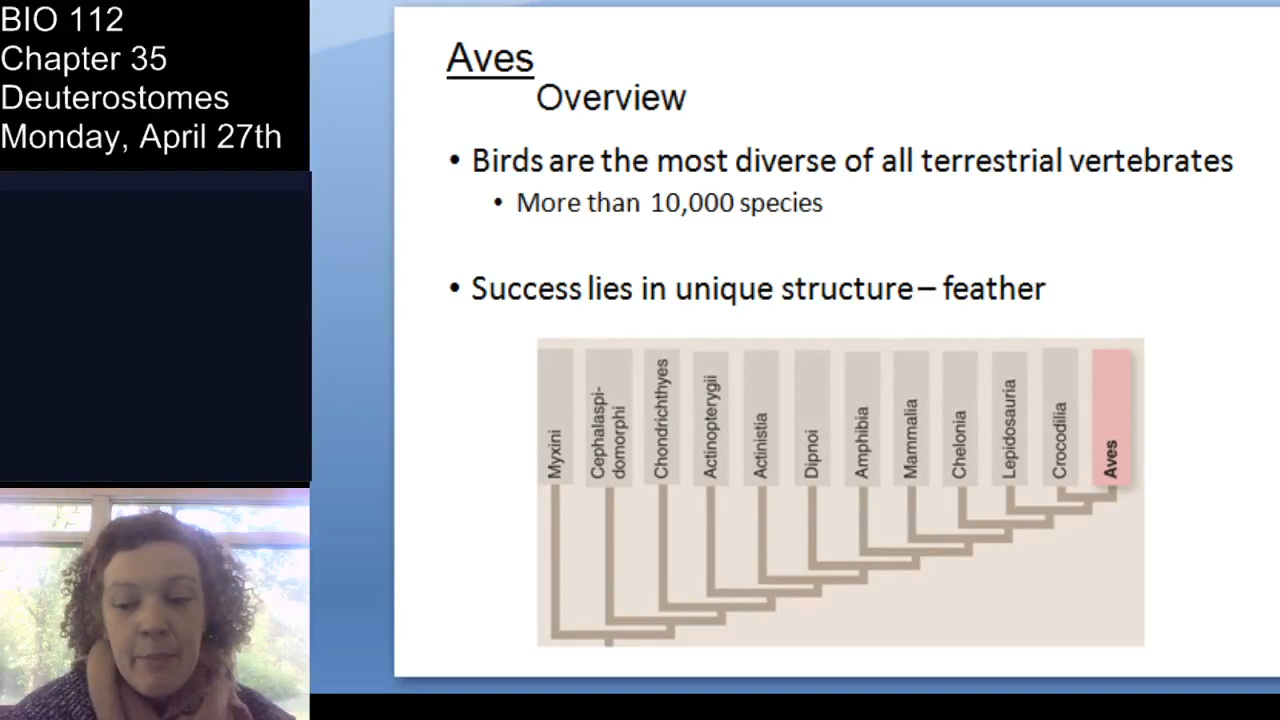 BIO 112
Chapter 35
Deuterostomes
Monday, April 27th
Aves
Overview
• Birds are the most diverse of all terrestrial vertebrates
• More than 10,000 species
• Success lies in unique structure – feather
Myxini
Cephalaspi-
domorphi
Chondrichthyes
Actinopterygii
Actinistia
Dipnoi
Amphibia
Mammalia
Chelonia
Lepidosauria
Crocodilia
Aves